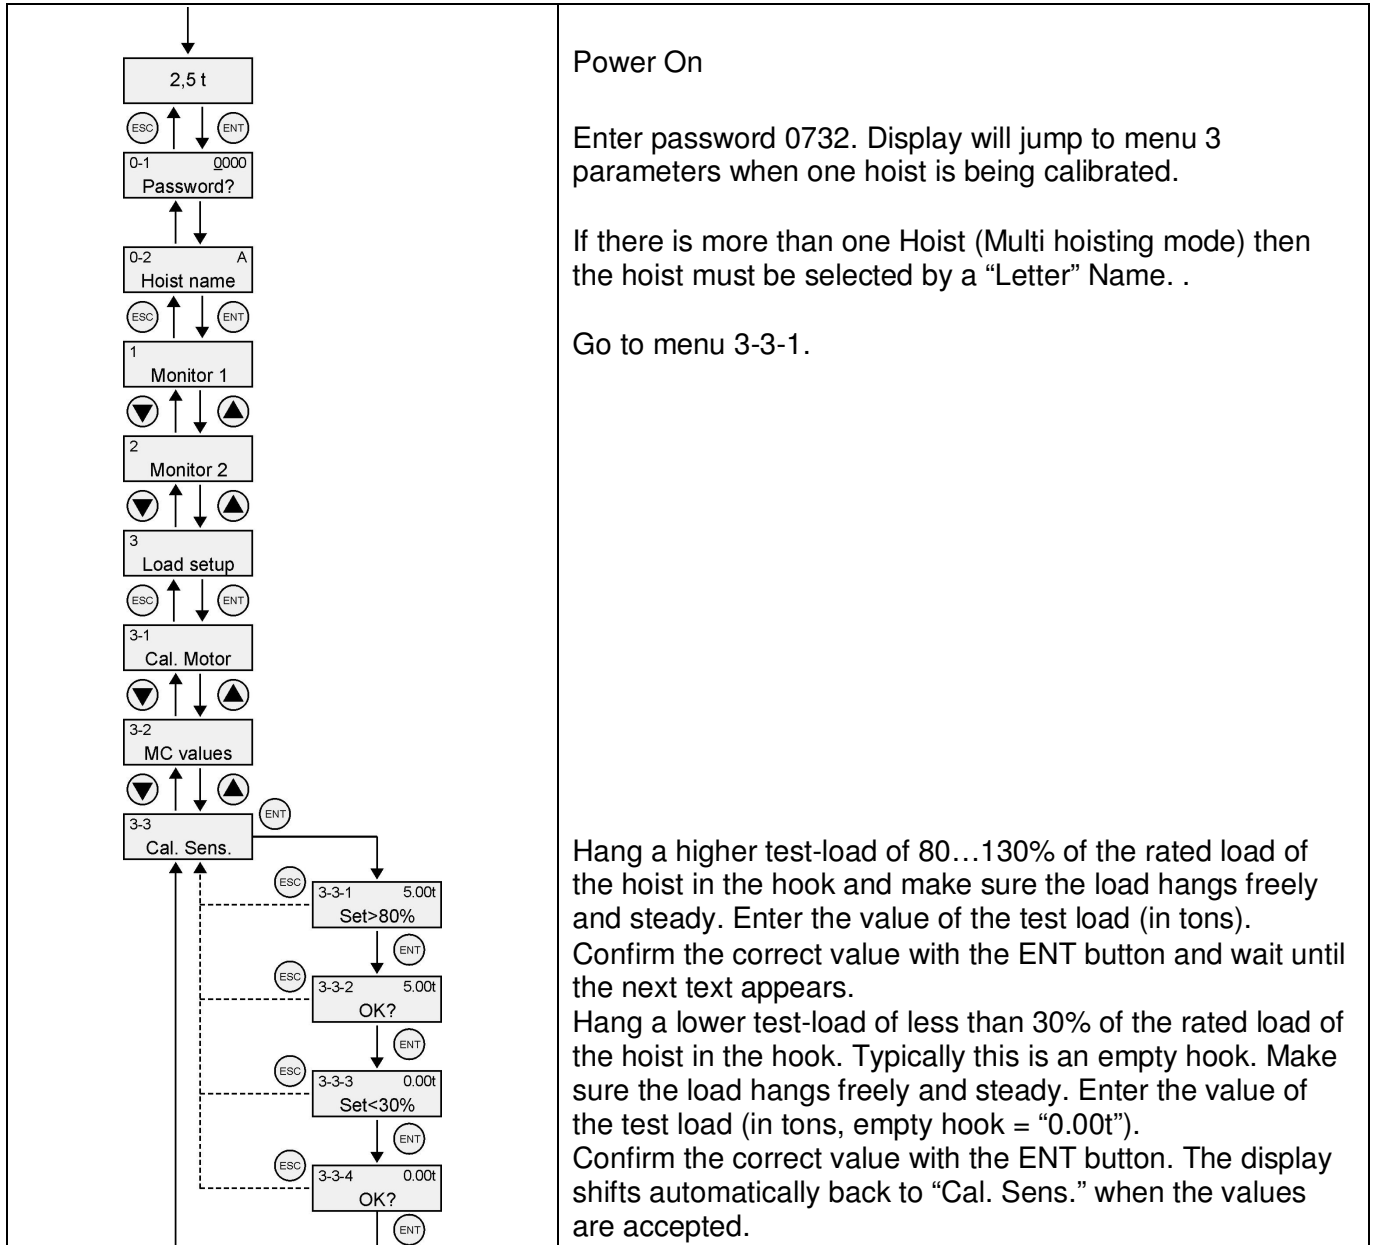 2,5 t
ESC
ENT
0-1 0000
Password?
0-2 A
Hoist name
ESC
ENT
1
Monitor 1
2
Monitor 2
3
Load setup
ESC
ENT
3-1
Cal. Motor
3-2
MC values
3-3
Cal. Sens.
ENT
ESC
3-3-1 5.00t
Set>80%
ENT
ESC
3-3-2 5.00t
OK?
ENT
ESC
3-3-3 0.00t
Set<30%
ENT
ESC
3-3-4 0.00t
OK?
ENT
Power On
Enter password 0732. Display will jump to menu 3
parameters when one hoist is being calibrated.
If there is more than one Hoist (Multi hoisting mode) then
the hoist must be selected by a “Letter” Name. .
Go to menu 3-3-1.
Hang a higher test-load of 80…130% of the rated load of
the hoist in the hook and make sure the load hangs freely
and steady. Enter the value of the test load (in tons).
Confirm the correct value with the ENT button and wait until
the next text appears.
Hang a lower test-load of less than 30% of the rated load of
the hoist in the hook. Typically this is an empty hook. Make
sure the load hangs freely and steady. Enter the value of
the test load (in tons, empty hook = “0.00t”).
Confirm the correct value with the ENT button. The display
shifts automatically back to “Cal. Sens.” when the values
are accepted.